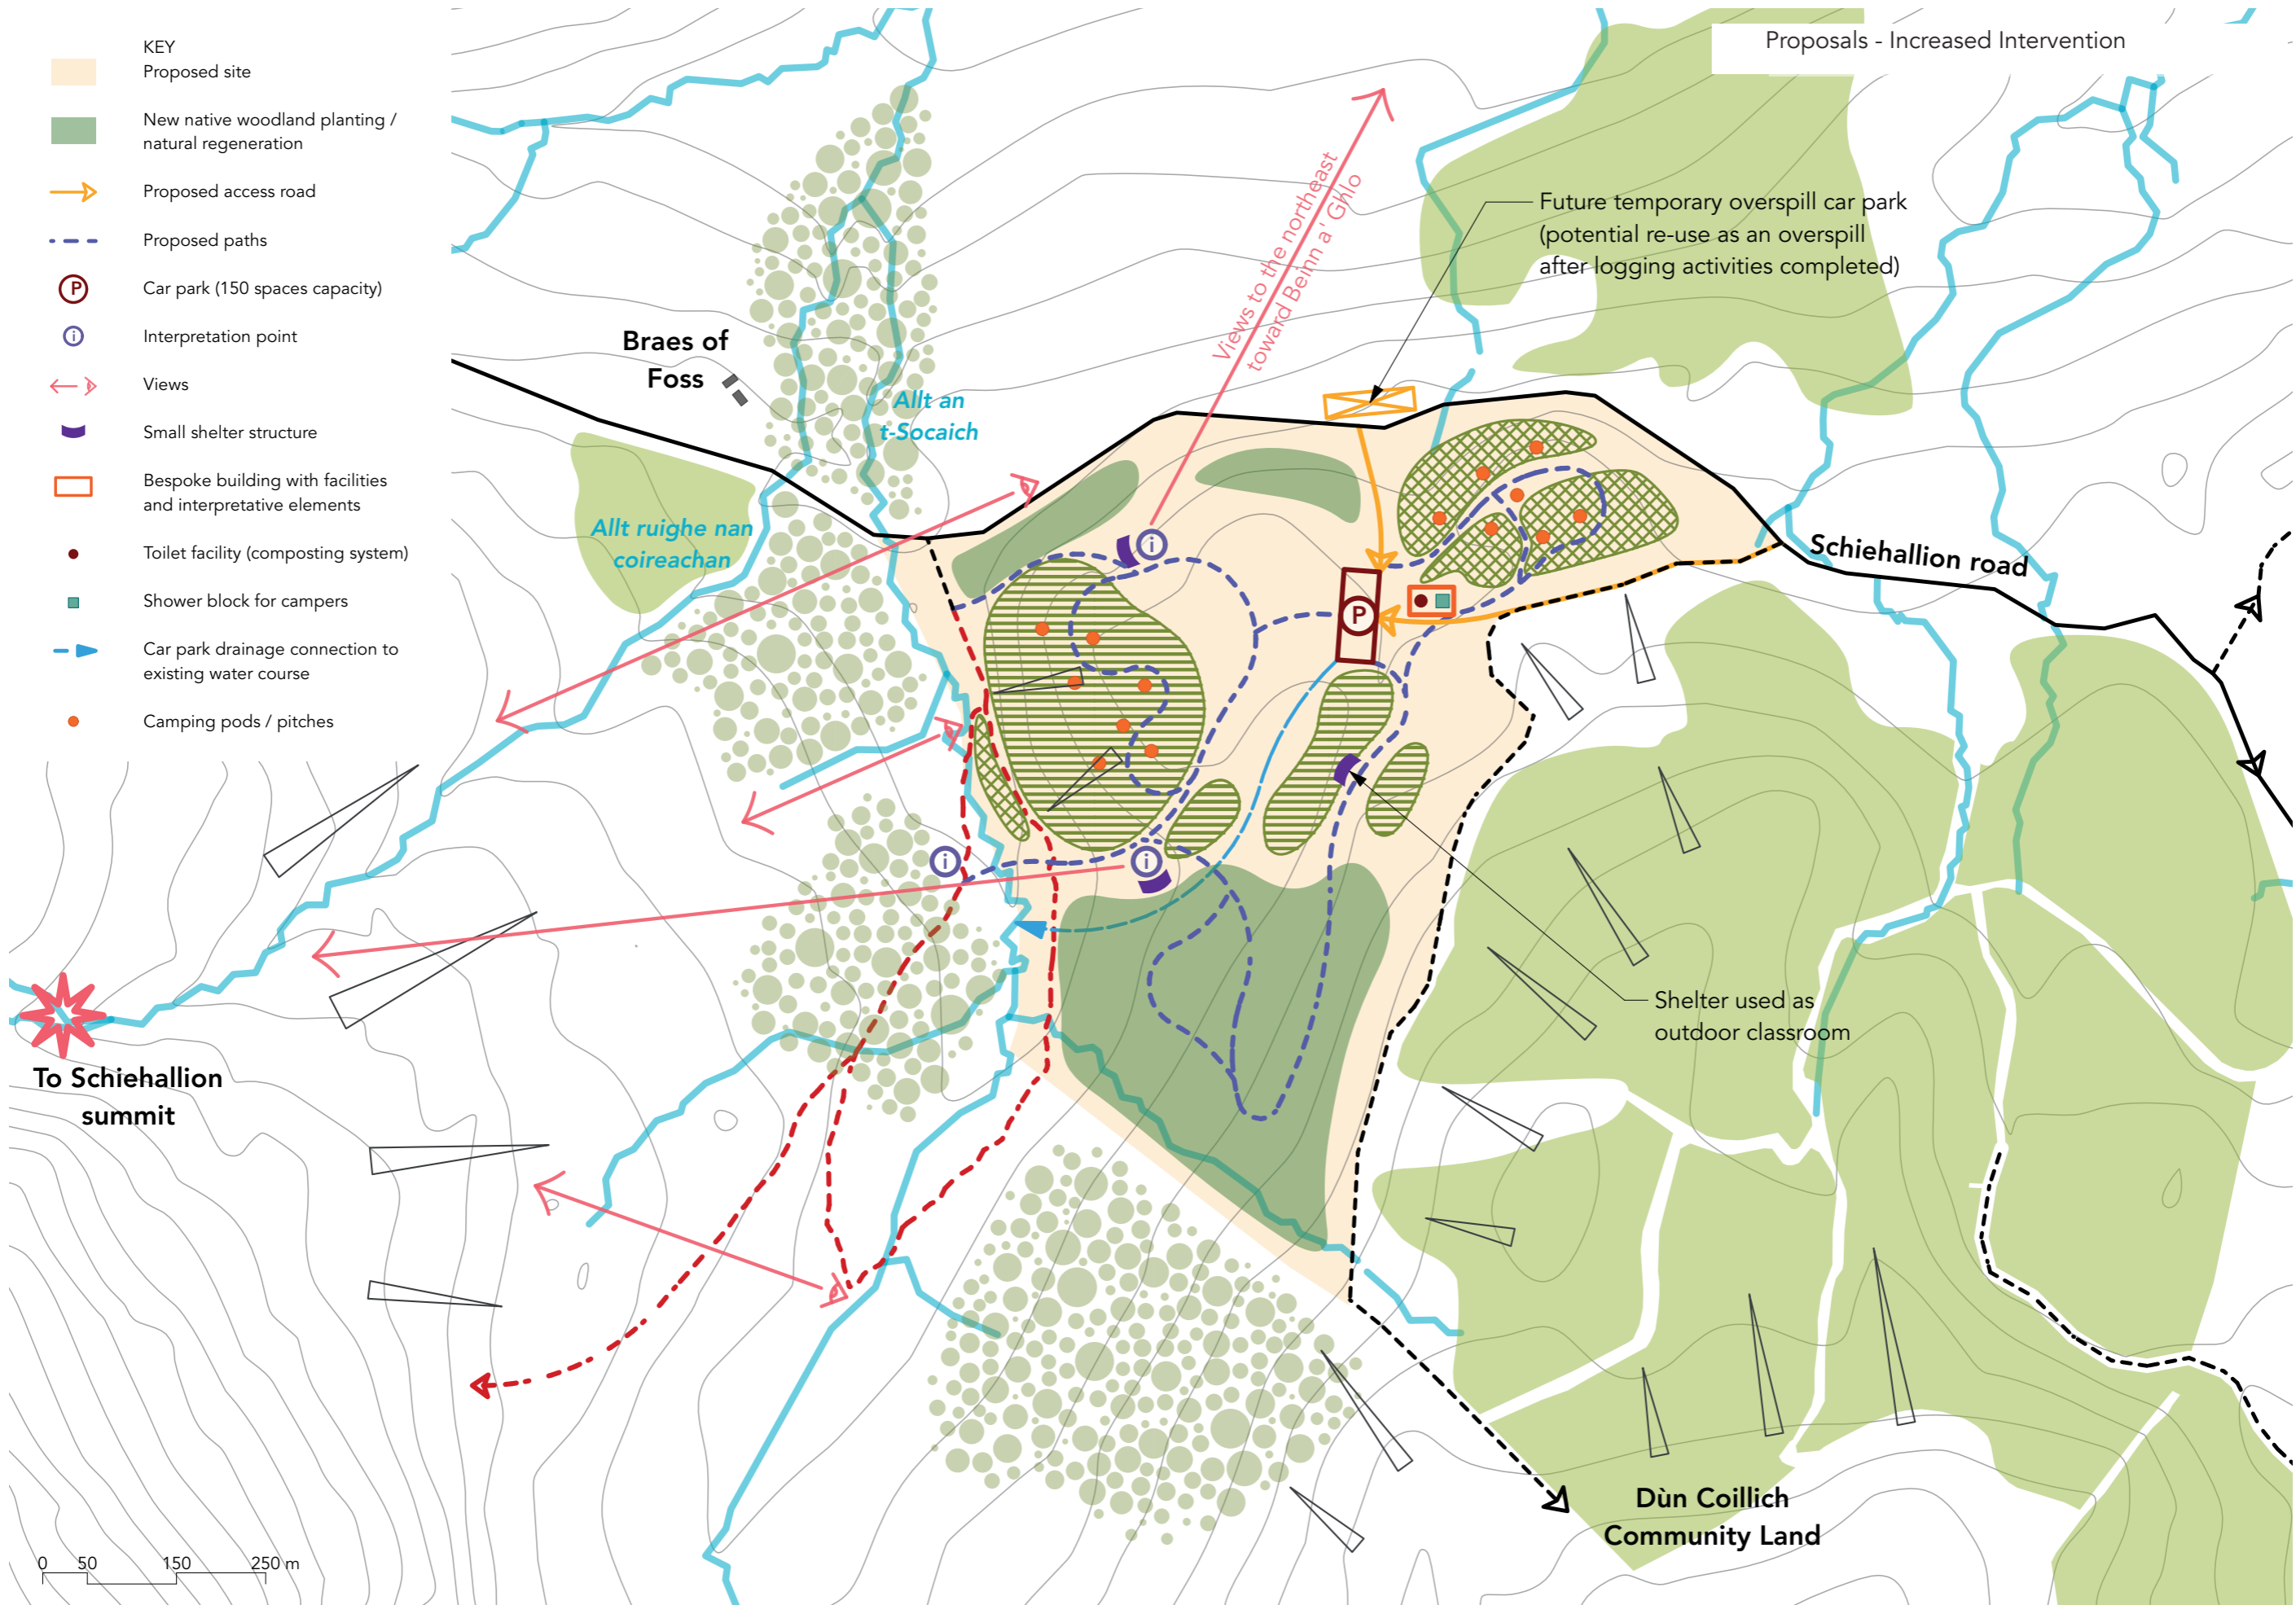 KEY
Proposed site
New native woodland planting /
natural regeneration
Proposed access road
Proposed paths
P
Car park (150 spaces capacity)
i
Interpretation point
Views
Small shelter structure
Bespoke building with facilities
and interpretative elements
Toilet facility (composting system)
Shower block for campers
Car park drainage connection to
existing water course
Camping pods / pitches
Proposals - Increased Intervention
Views to the northeast
toward Beinn a' Ghlo
Future temporary overspill car park
(potential re-use as an overspill
after logging activities completed)
Braes of
Foss
Allt an
t-Socaich
Allt ruighe nan
coireachan
Schiehallion road
i
P
i
i
Shelter used as
outdoor classroom
To Schiehallion
summit
Dùn Coillich
Community Land
0 50 150 250 m